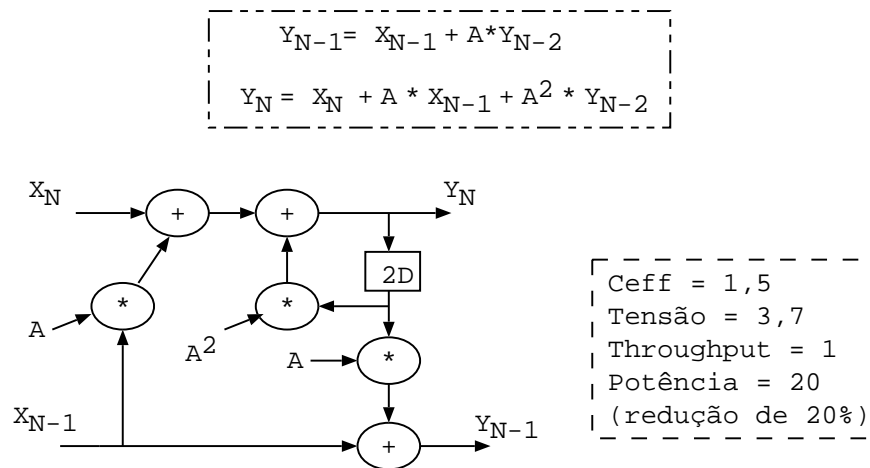 Y_{N-1}= X_{N-1} + A*Y_{N-2}
Y_N = X_N + A * X_{N-1} + A^2 * Y_{N-2}
X_N
+
+
Y_N
2D
*
*
A
A^2
A
*
X_{N-1}
+
Y_{N-1}
Ceff = 1,5
Tensão = 3,7
Throughput = 1
Potência = 20
(redução de 20%)